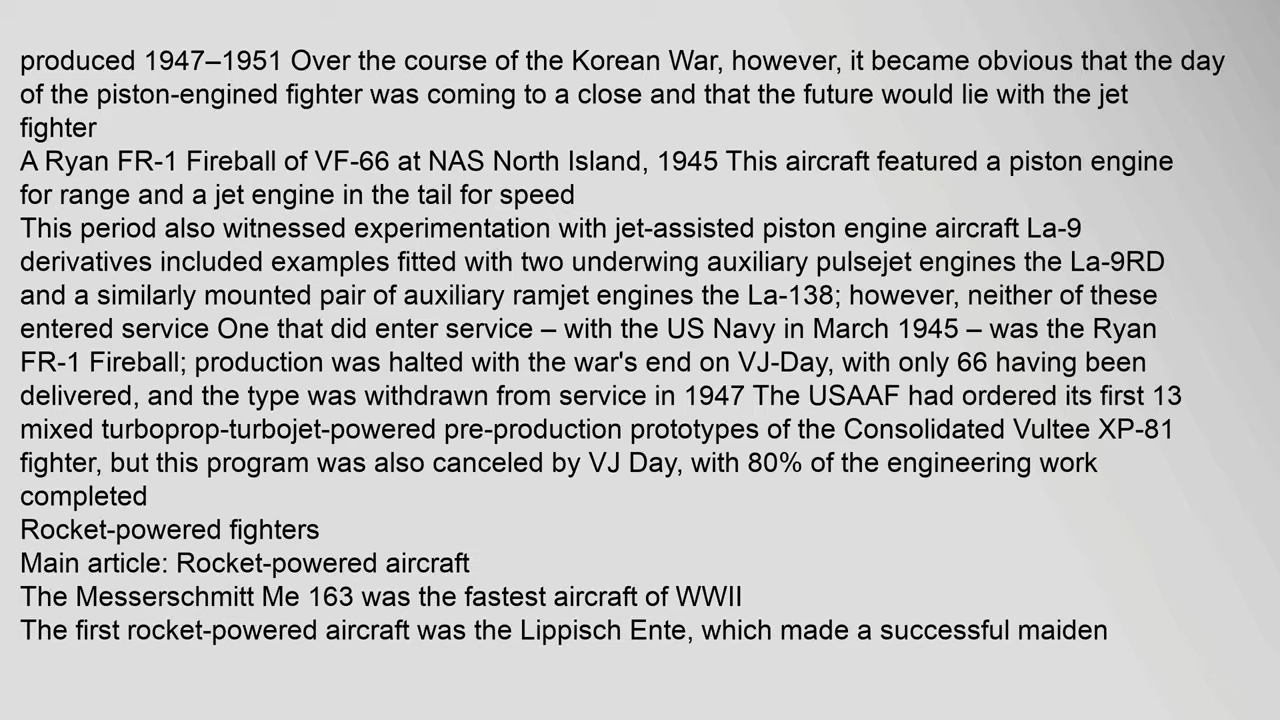 produced 1947–1951 Over the course of the Korean War, however, it became obvious that the day
of the piston-engined fighter was coming to a close and that the future would lie with the jet
fighter
A Ryan FR-1 Fireball of VF-66 at NAS North Island, 1945 This aircraft featured a piston engine
for range and a jet engine in the tail for speed
This period also witnessed experimentation with jet-assisted piston engine aircraft La-9
derivatives included examples fitted with two underwing auxiliary pulsejet engines the La-9RD
and a similarly mounted pair of auxiliary ramjet engines the La-138; however, neither of these
entered service One that did enter service – with the US Navy in March 1945 – was the Ryan
FR-1 Fireball; production was halted with the war's end on VJ-Day, with only 66 having been
delivered, and the type was withdrawn from service in 1947 The USAAF had ordered its first 13
mixed turboprop-turbojet-powered pre-production prototypes of the Consolidated Vultee XP-81
fighter, but this program was also canceled by VJ Day, with 80% of the engineering work
completed
Rocket-powered fighters
Main article: Rocket-powered aircraft
The Messerschmitt Me 163 was the fastest aircraft of WWII
The first rocket-powered aircraft was the Lippisch Ente, which made a successful maiden